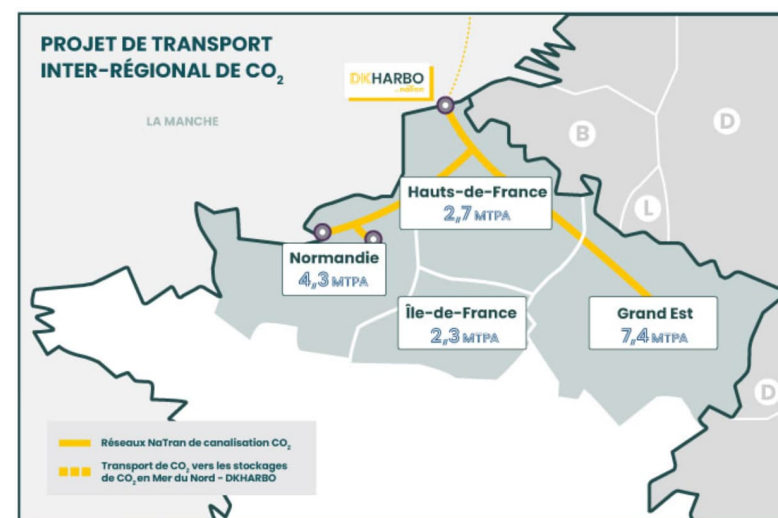 PROJET DE TRANSPORT
INTER-RÉGIONAL DE CO₂
DKHARBO
LA MANCHE
B
D
L
Hauts-de-France
2,7 MTPA
Normandie
4,3 MTPA
Île-de-France
2,3 MTPA
Grand Est
7,4 MTPA
D
Réseaux NaTran de canalisation CO₂
Transport de CO₂ vers les stockages
de CO₂ en Mer du Nord - DKHARBO